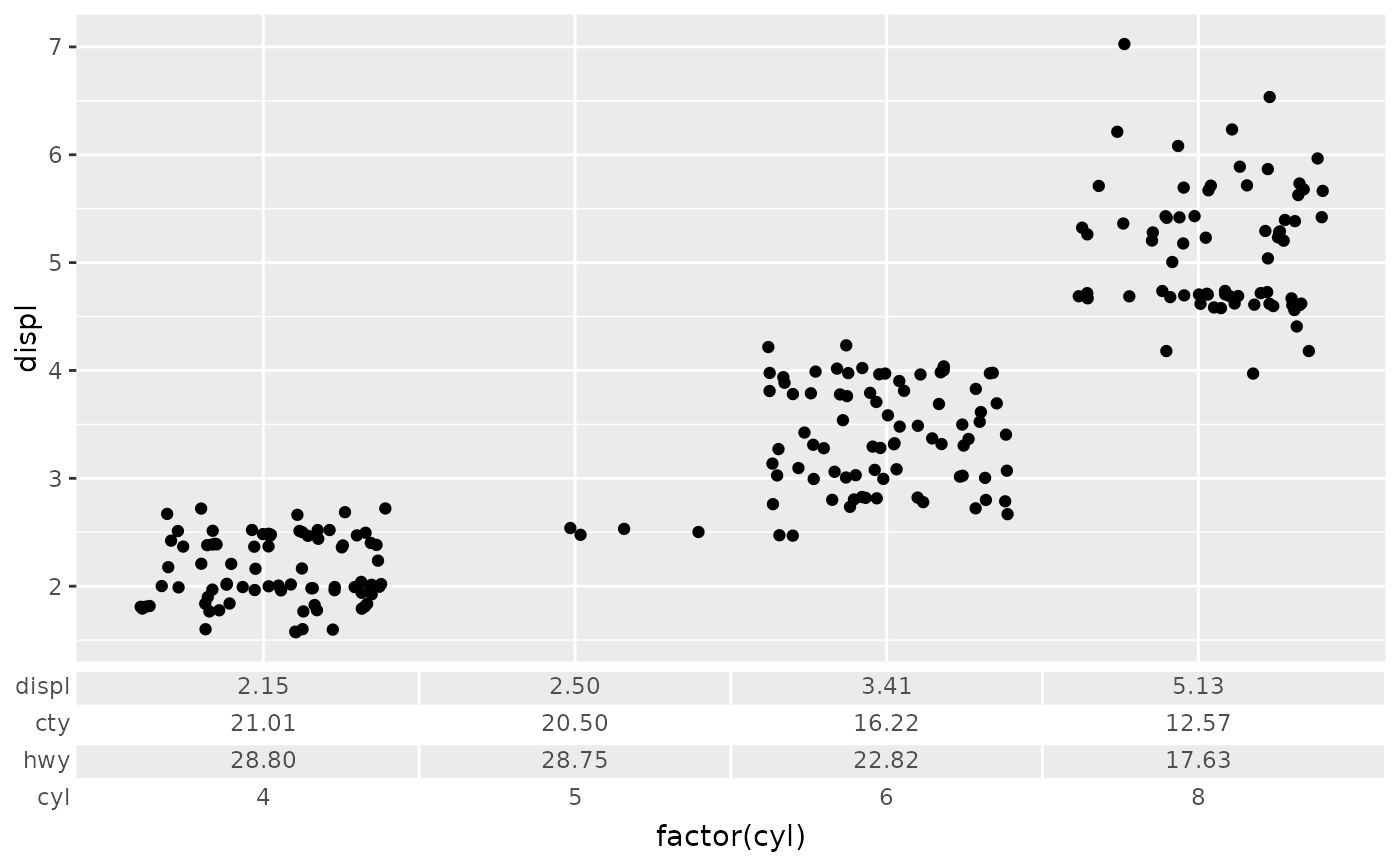 7
6
5
4
3
2
displ
displ 2.15 2.50 3.41 5.13
cty 21.01 20.50 16.22 12.57
hwy 28.80 28.75 22.82 17.63
cyl 4 5 6 8
factor(cyl)